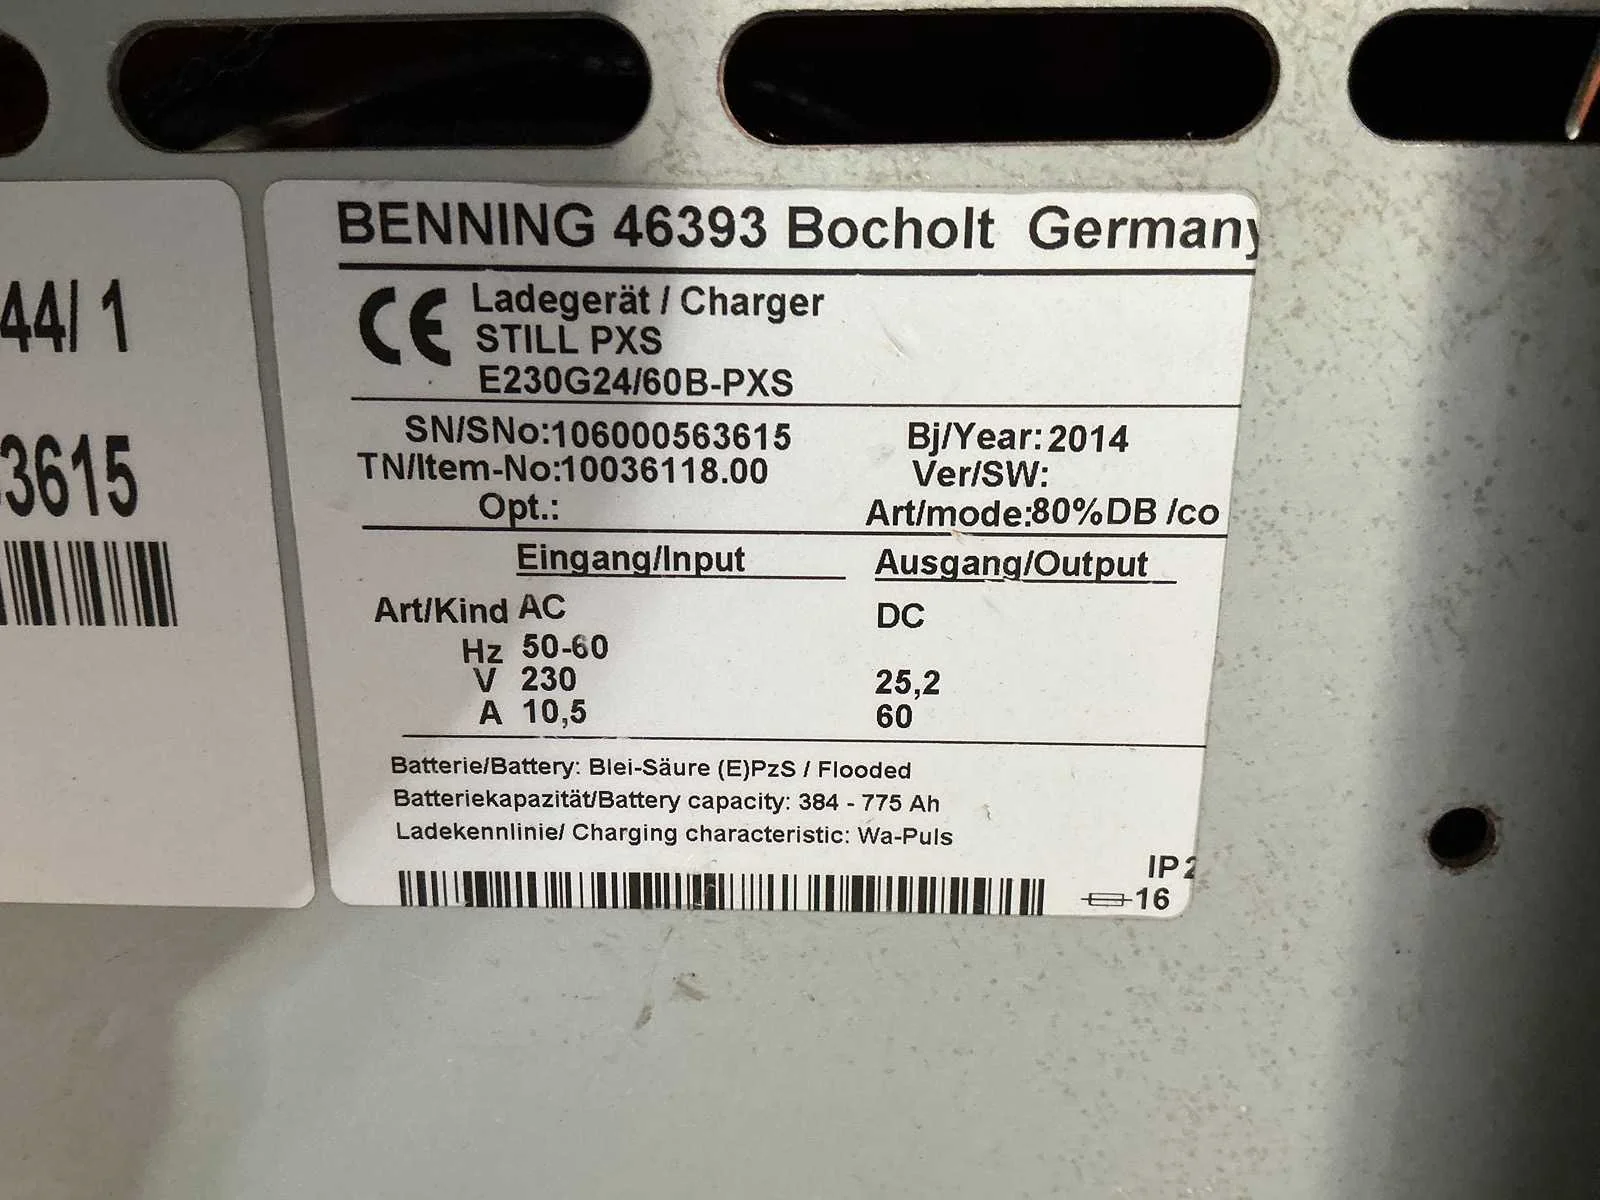 44/ 1
3615
BENNING 46393 Bocholt Germany
CE Ladegerät / Charger
STILL PXS
E230G24/60B-PXS
SN/SNo:106000563615 Bj/Year: 2014
TN/Item-No:10036118.00 Ver/SW:
Opt.: Art/mode:80%DB /co
Eingang/Input Ausgang/Output
Art/Kind AC DC
Hz 50-60
V 230 25,2
A 10,5 60
Batterie/Battery: Blei-Säure (E)PzS / Flooded
Batteriekapazität/Battery capacity: 384 - 775 Ah
Ladekennlinie/ Charging characteristic: Wa-Puls
IP 2
16